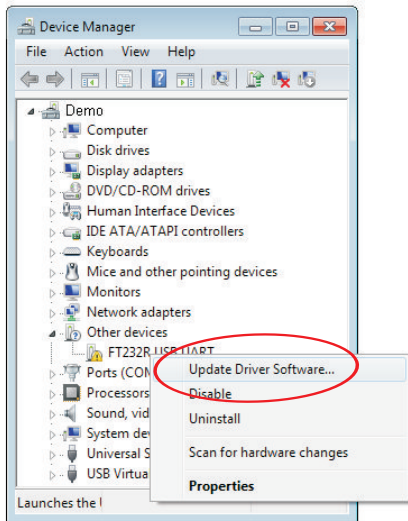 Device Manager
File Action View Help
Demo
Computer
Disk drives
Display adapters
DVD/CD-ROM drives
Human Interface Devices
IDE ATA/ATAPI controllers
Keyboards
Mice and other pointing devices
Monitors
Network adapters
Other devices
FT232R USB UART
Update Driver Software...
Ports (COM
Disable
Processors
Uninstall
Sound, vid
System dev
Scan for hardware changes
Universal S
USB Virtua
Properties
Launches the